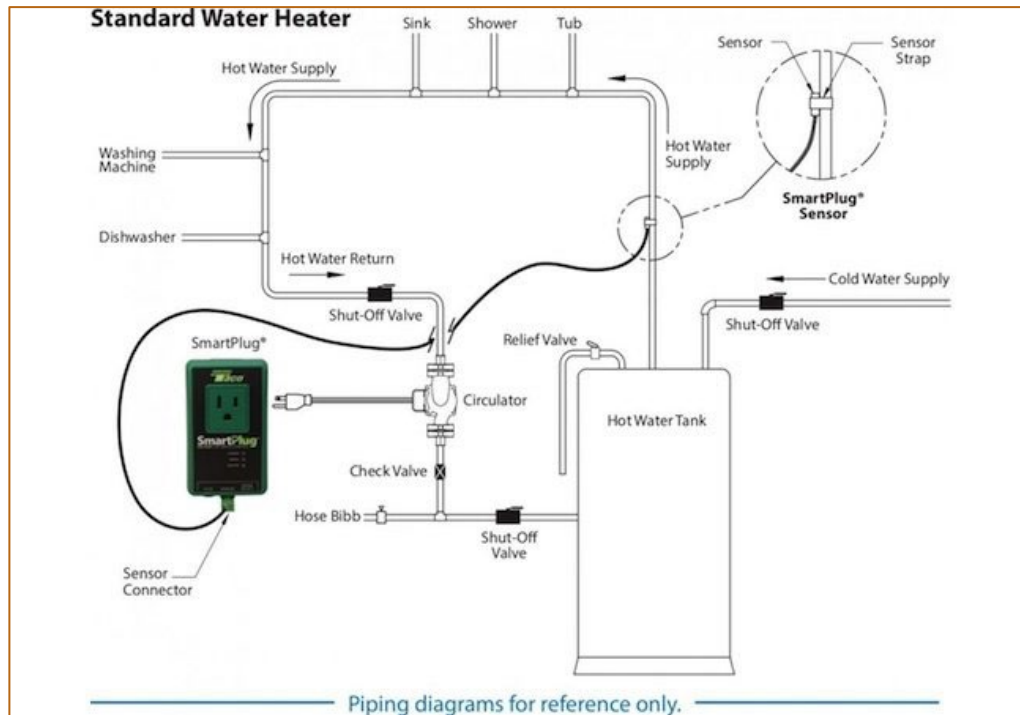 Standard Water Heater
Sink
Shower
Tub
Sensor
Sensor
Strap
Hot Water Supply
Washing
Machine
Hot Water
Supply
SmartPlug®
Sensor
Dishwasher
Hot Water Return
Cold Water Supply
Shut-Off Valve
Shut-Off Valve
SmartPlug®
Relief Valve
Taco
Circulator
Hot Water Tank
SmartPlug
Check Valve
Hose Bibb
Shut-Off
Valve
Sensor
Connector
Piping diagrams for reference only.